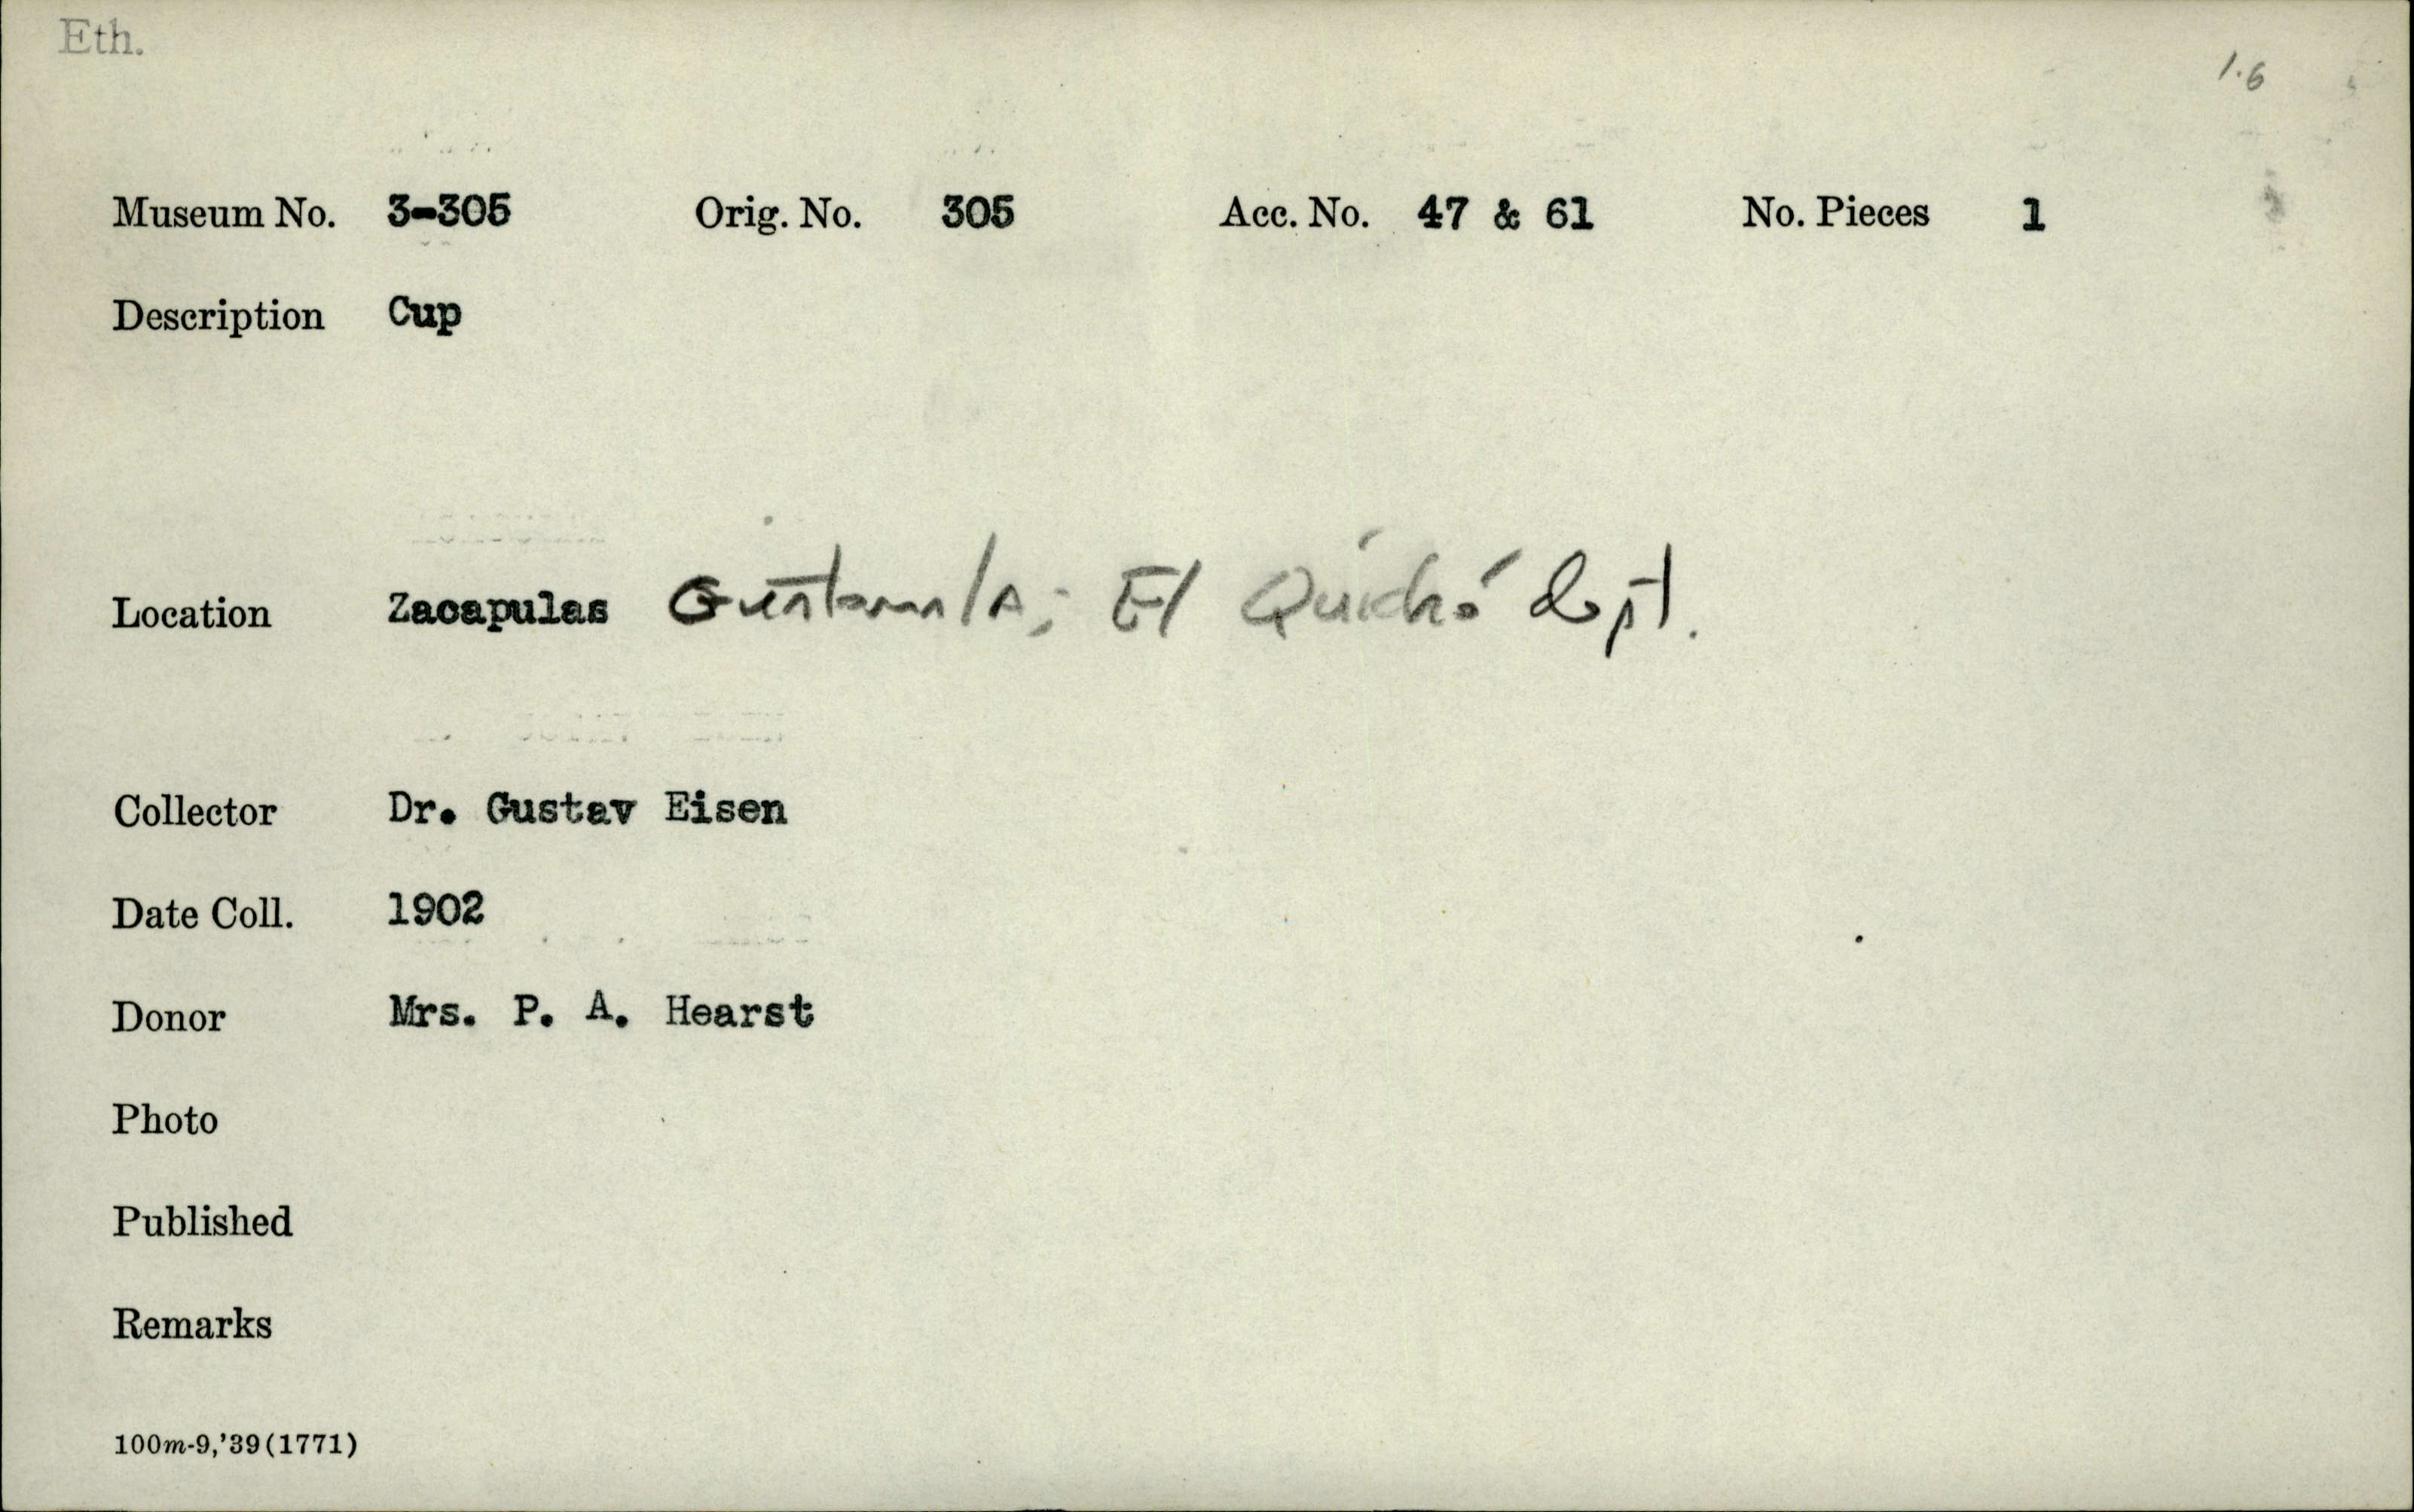 Eth.
1.6
Museum No. 3-305 Orig. No. 305 Acc. No. 47 & 61 No. Pieces 1
Description Cup
Location Zacapulas Guatemala; El Quiché dept.
Collector Dr. Gustav Eisen
Date Coll. 1902
Donor Mrs. P. A. Hearst
Photo
Published
Remarks
100m-9,'39(1771)